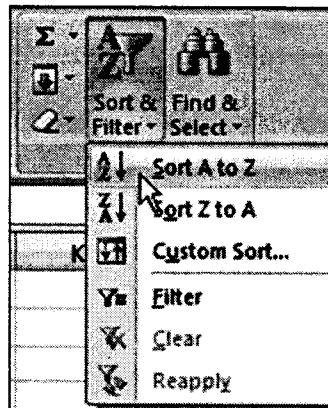 Σ
Sort & Find &
Filter Select
Sort A to Z
Sort Z to A
K
Custom Sort...
Filter
Clear
Reapply